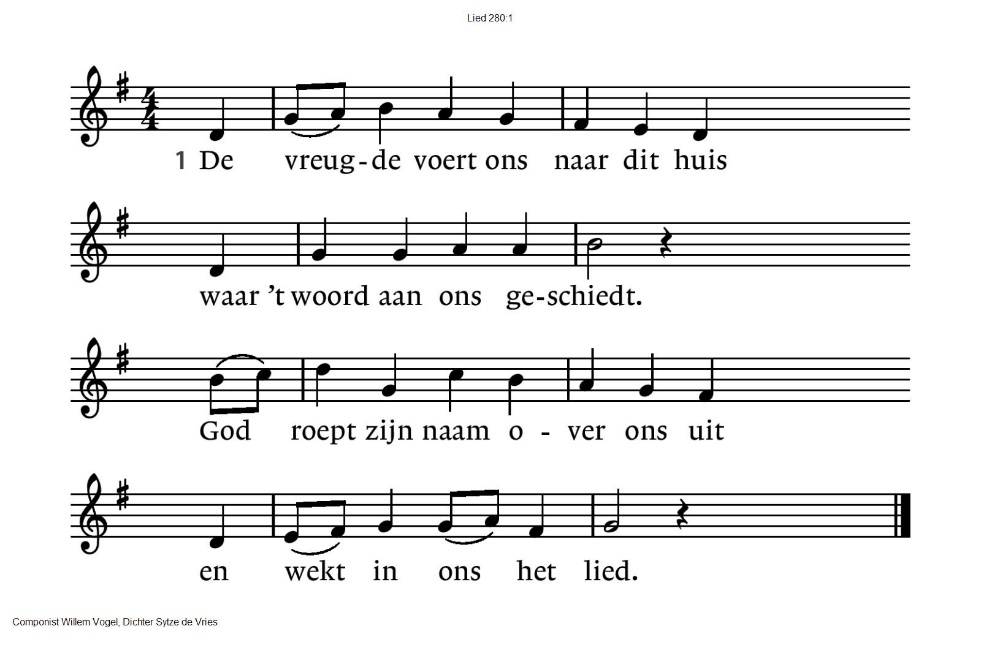 Lied 280:1
1 De vreug-de voert ons naar dit huis
waar 't woord aan ons ge-schiedt.
God roept zijn naam o - ver ons uit
en wekt in ons het lied.
Componist Willem Vogel, Dichter Sytze de Vries